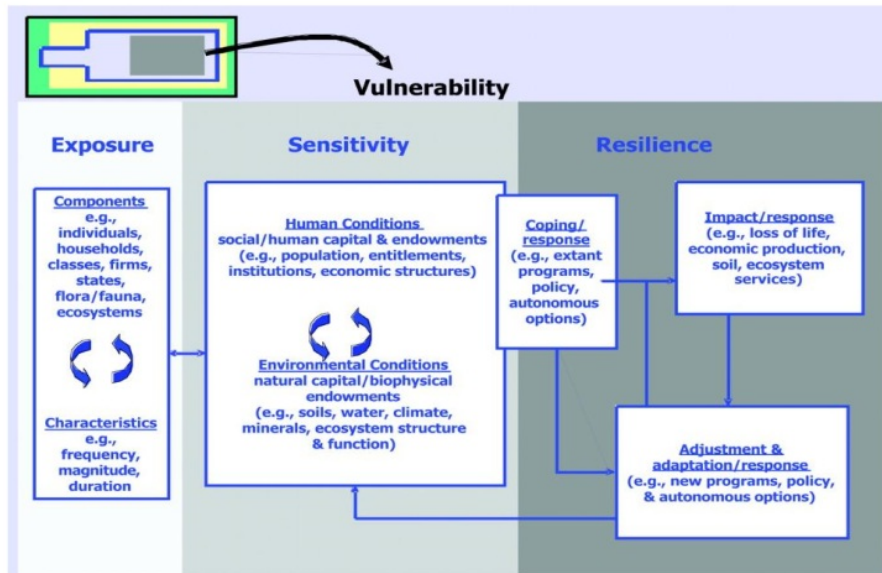 Vulnerability
Exposure
Sensitivity
Resilience
Components
e.g.,
individuals,
households,
classes, firms,
states,
flora/fauna,
ecosystems
Characteristics
e.g.,
frequency,
magnitude,
duration
Human Conditions
social/human capital & endowments
(e.g., population, entitlements,
institutions, economic structures)
Environmental Conditions
natural capital/biophysical
endowments
(e.g., soils, water, climate,
minerals, ecosystem structure
& function)
Coping/
response
(e.g., extant
programs,
policy,
autonomous
options)
Impact/response
(e.g., loss of life,
economic production,
soil, ecosystem
services)
Adjustment &
adaptation/response
(e.g., new programs, policy,
& autonomous options)